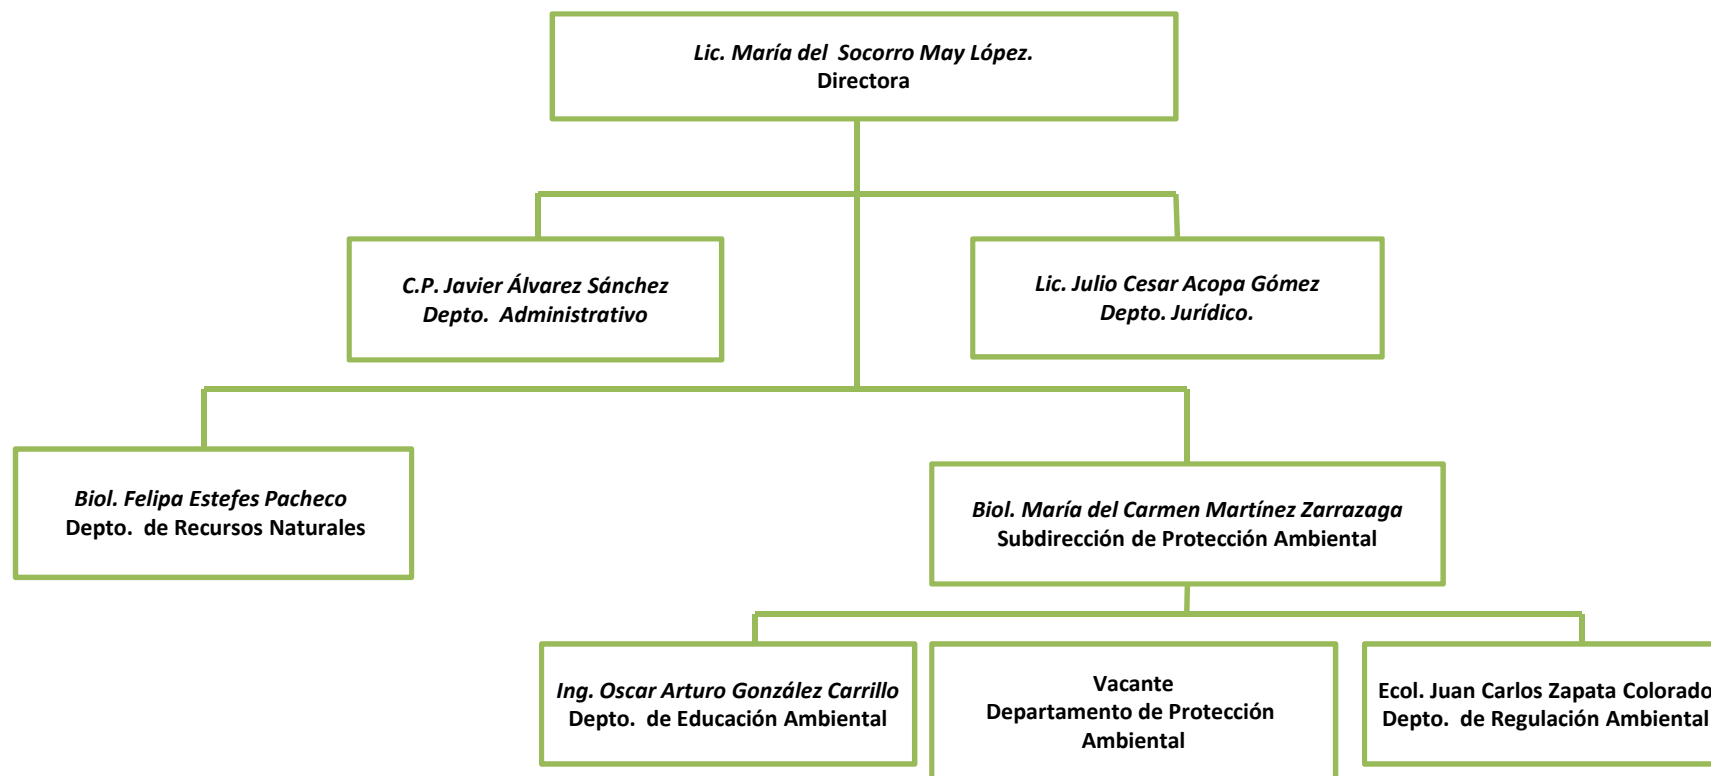 Lic. María del  Socorro May López.
Directora
C.P. Javier Álvarez Sánchez
Depto.  Administrativo
Lic. Julio Cesar Acopa Gómez
Depto. Jurídico.
Biol. Felipa Estefes Pacheco
Depto.  de Recursos Naturales
Biol. María del Carmen Martínez Zarrazaga
Subdirección de Protección Ambiental
Ing. Oscar Arturo González Carrillo
Depto.  de Educación Ambiental
Vacante
Departamento de Protección
Ambiental
Ecol. Juan Carlos Zapata Colorado
Depto.  de Regulación Ambiental